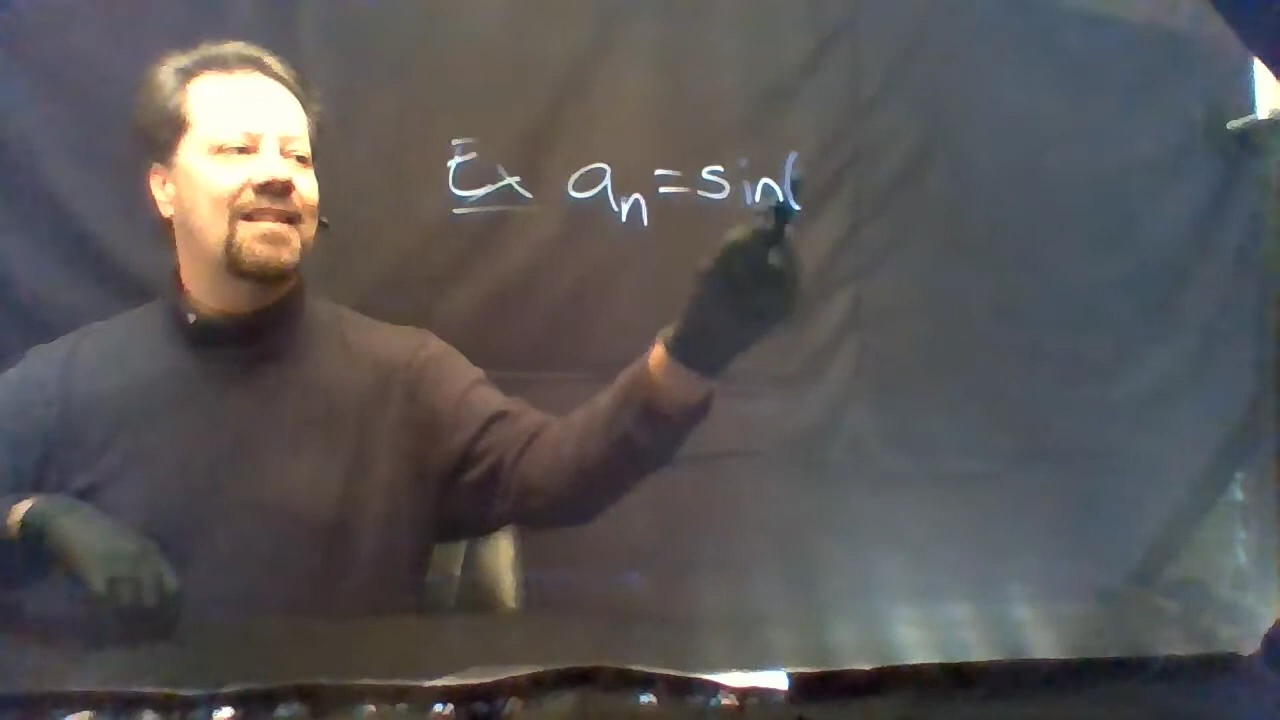 Ex aₙ = sin(